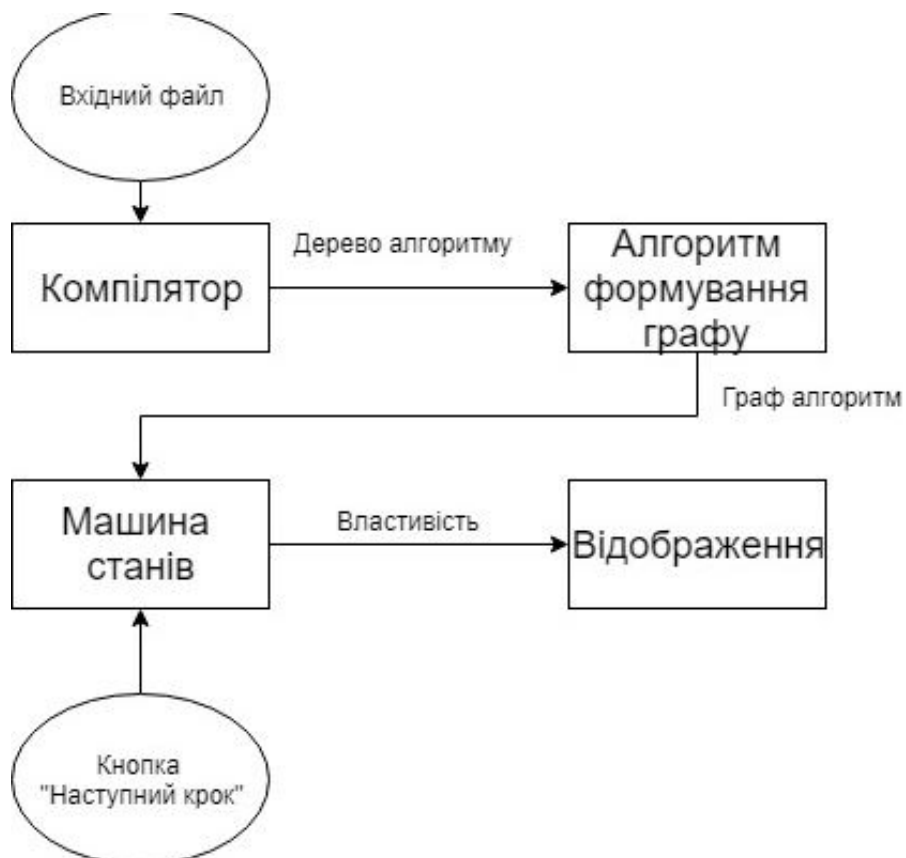 Вхідний файл
Дерево алгоритму
Компілятор
Алгоритм
формування
графу
Граф алгоритм
Машина
станів
Властивість
Відображення
Кнопка
"Наступний крок"